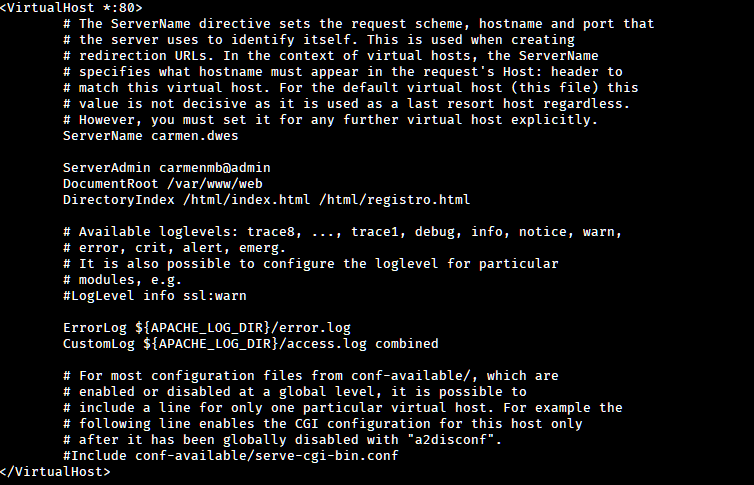 <VirtualHost *:80>
# The ServerName directive sets the request scheme, hostname and port that
# the server uses to identify itself. This is used when creating
# redirection URLs. In the context of virtual hosts, the ServerName
# specifies what hostname must appear in the request's Host: header to
# match this virtual host. For the default virtual host (this file) this
# value is not decisive as it is used as a last resort host regardless.
# However, you must set it for any further virtual host explicitly.
ServerName carmen.dwes
ServerAdmin carmenmb@admin
DocumentRoot /var/www/web
DirectoryIndex /html/index.html /html/registro.html
# Available loglevels: trace8, ..., trace1, debug, info, notice, warn,
# error, crit, alert, emerg.
# It is also possible to configure the loglevel for particular
# modules, e.g.
#LogLevel info ssl:warn
ErrorLog ${APACHE_LOG_DIR}/error.log
CustomLog ${APACHE_LOG_DIR}/access.log combined
# For most configuration files from conf-available/, which are
# enabled or disabled at a global level, it is possible to
# include a line for only one particular virtual host. For example the
# following line enables the CGI configuration for this host only
# after it has been globally disabled with "a2disconf".
#Include conf-available/serve-cgi-bin.conf
</VirtualHost>